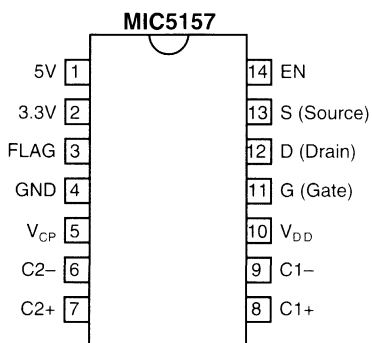 MIC5157
5V 1 14 EN
3.3V 2 13 S (Source)
FLAG 3 12 D (Drain)
GND 4 11 G (Gate)
VCP 5 10 VDD
C2– 6 9 C1–
C2+ 7 8 C1+